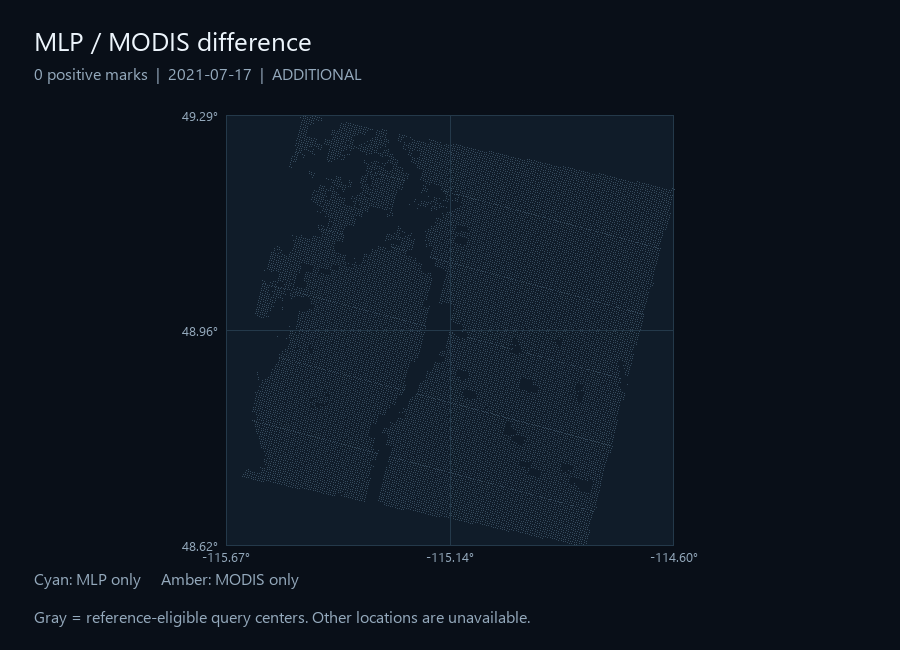 MLP / MODIS difference
0 positive marks | 2021-07-17 | ADDITIONAL
49.29°
48.96°
48.62°
-115.67° -115.14° -114.60°
Cyan: MLP only Amber: MODIS only
Gray = reference-eligible query centers. Other locations are unavailable.